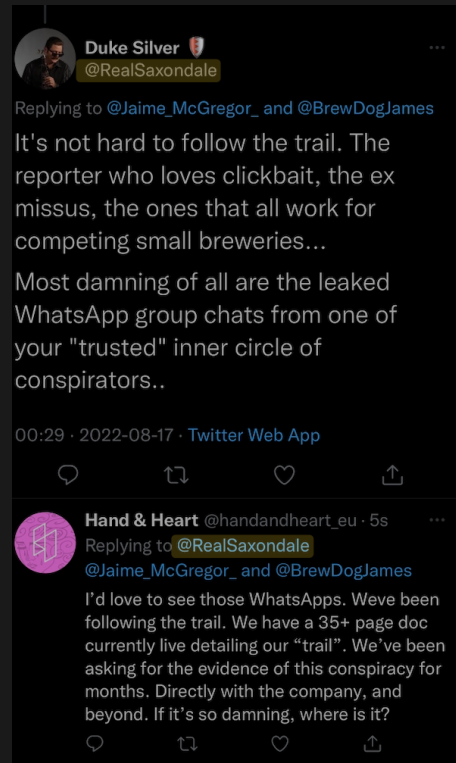 Duke Silver
@RealSaxondale
Replying to @Jaime_McGregor_ and @BrewDogJames
It's not hard to follow the trail. The
reporter who loves clickbait, the ex
missus, the ones that all work for
competing small breweries...
Most damning of all are the leaked
WhatsApp group chats from one of
your "trusted" inner circle of
conspirators..
00:29 · 2022-08-17 · Twitter Web App
Hand & Heart @handandheart_eu · 5s
Replying to @RealSaxondale
@Jaime_McGregor_ and @BrewDogJames
I’d love to see those WhatsApps. Weve been
following the trail. We have a 35+ page doc
currently live detailing our “trail”. We’ve been
asking for the evidence of this conspiracy for
months. Directly with the company, and
beyond. If it’s so damning, where is it?